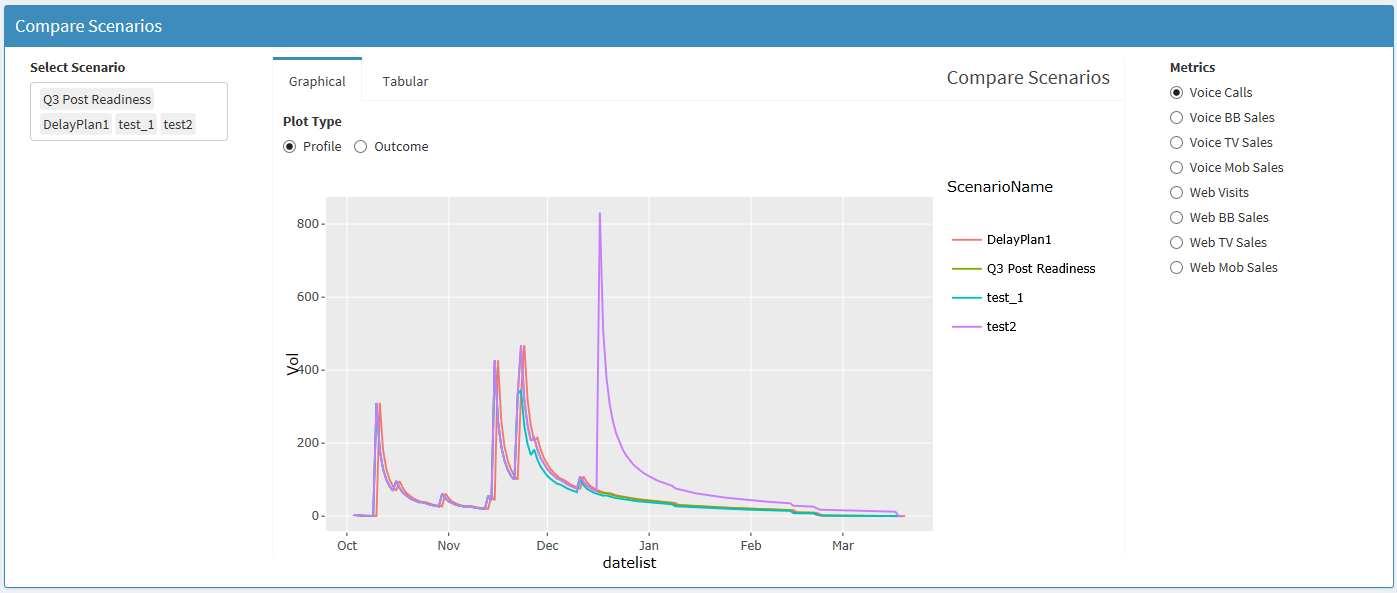 Compare Scenarios
Select Scenario
Q3 Post Readiness
DelayPlan1 test_1 test2
Graphical Tabular
Compare Scenarios
Plot Type
Profile Outcome
Vol
800
600
400
200
0
Oct Nov Dec Jan Feb Mar
datelist
ScenarioName
DelayPlan1
Q3 Post Readiness
test_1
test2
Metrics
Voice Calls
Voice BB Sales
Voice TV Sales
Voice Mob Sales
Web Visits
Web BB Sales
Web TV Sales
Web Mob Sales